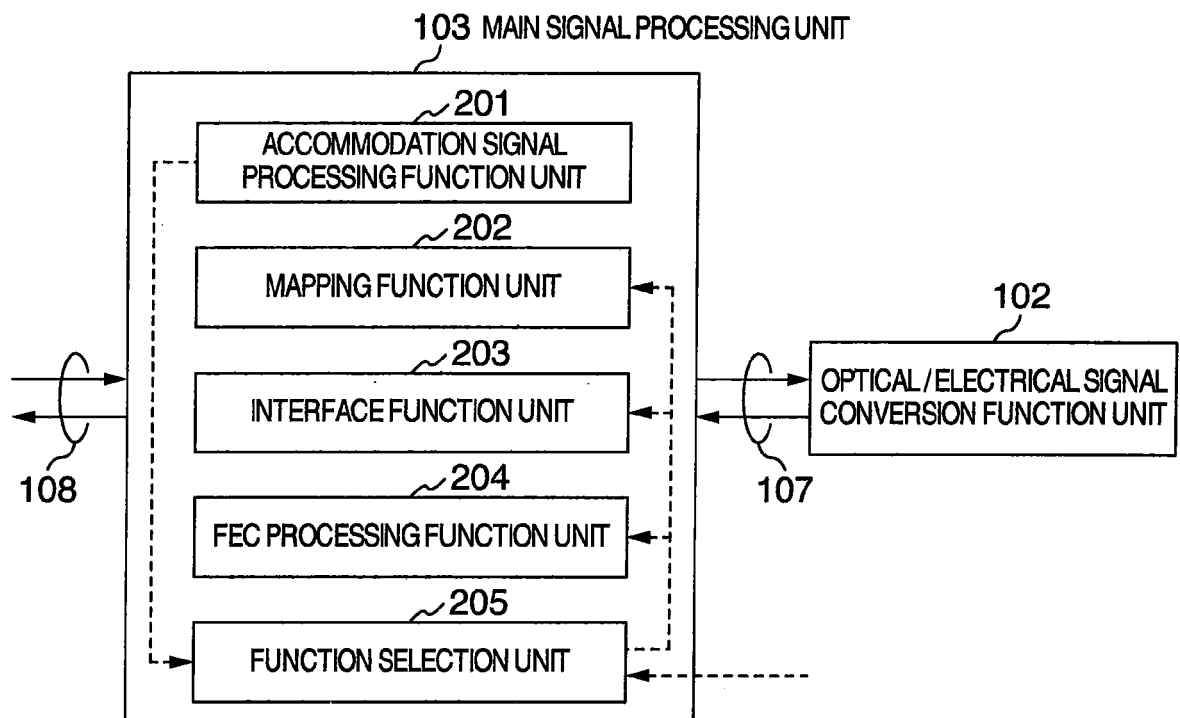 103 MAIN SIGNAL PROCESSING UNIT
201
ACCOMMODATION SIGNAL
PROCESSING FUNCTION UNIT
202
MAPPING FUNCTION UNIT
203
INTERFACE FUNCTION UNIT
204
FEC PROCESSING FUNCTION UNIT
205
FUNCTION SELECTION UNIT
108
102
OPTICAL / ELECTRICAL SIGNAL
CONVERSION FUNCTION UNIT
107